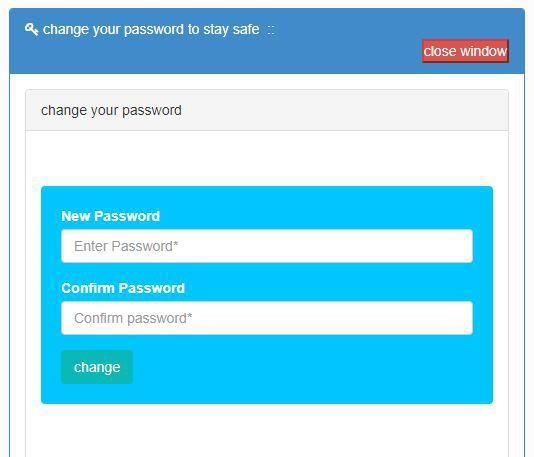 change your password to stay safe ::
close window
change your password
New Password
Enter Password*
Confirm Password
Confirm password*
change